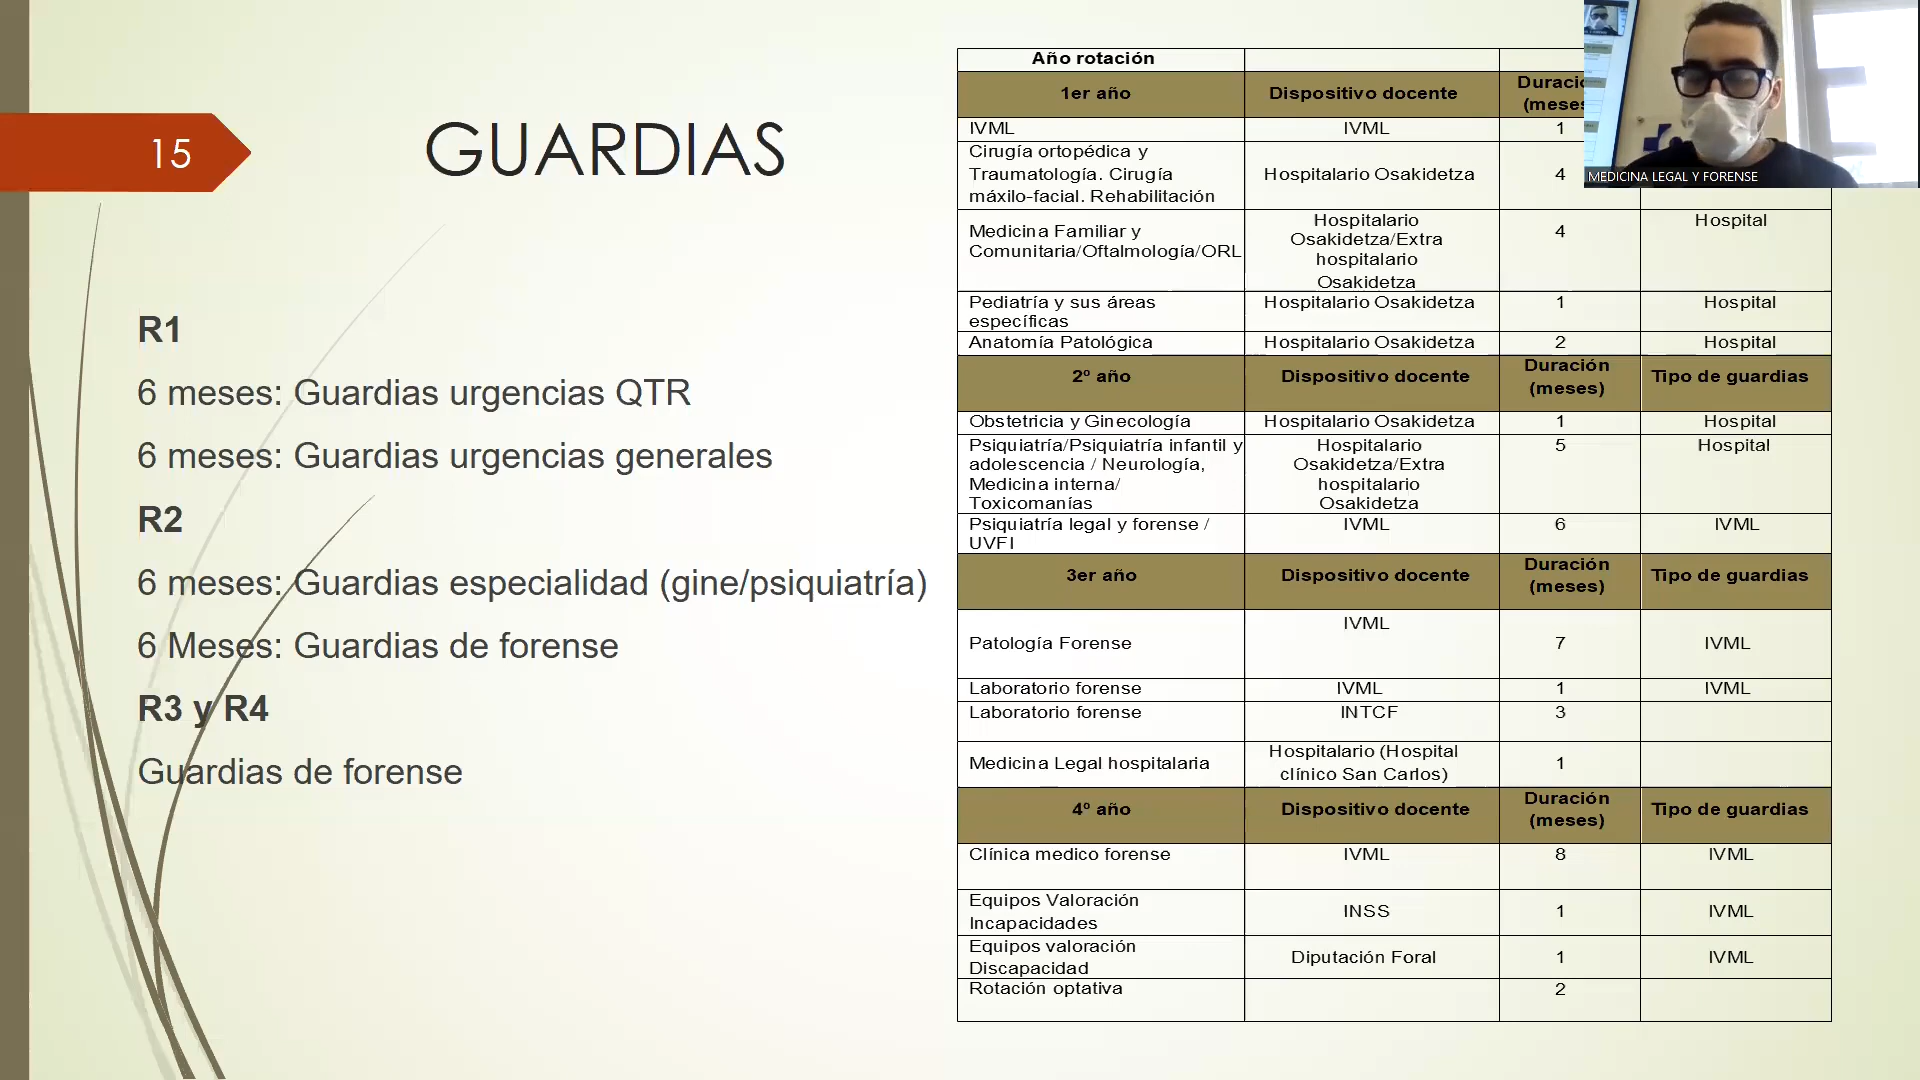 15
GUARDIAS
R1
6 meses: Guardias urgencias QTR
6 meses: Guardias urgencias generales
R2
6 meses: Guardias especialidad (gine/psiquiatría)
6 Meses: Guardias de forense
R3 y R4
Guardias de forense
Año rotación
1er año Dispositivo docente Duració
(meses
IVML IVML 1
Cirugía ortopédica y
Traumatología. Cirugía Hospitalario Osakidetza 4
máxilo-facial. Rehabilitación
Medicina Familiar y
Comunitaria/Oftalmología/ORL
Hospitalario
Osakidetza/Extra
hospitalario
Osakidetza
4
Hospital
Pediatría y sus áreas Hospitalario Osakidetza 1 Hospital
específicas
Anatomía Patológica Hospitalario Osakidetza 2 Hospital
2º año Dispositivo docente Duración
(meses) Tipo de guardias
Obstetricia y Ginecología Hospitalario Osakidetza 1 Hospital
Psiquiatría/Psiquiatría infantil y
adolescencia / Neurología,
Medicina interna/
Toxicomanías
Hospitalario
Osakidetza/Extra
hospitalario
Osakidetza
5
Hospital
Psiquiatría legal y forense / IVML 6 IVML
UVFI
3er año Dispositivo docente Duración
(meses) Tipo de guardias
Patología Forense IVML 7 IVML
Laboratorio forense IVML 1 IVML
Laboratorio forense INTCF 3
Medicina Legal hospitalaria Hospitalario (Hospital
clínico San Carlos) 1
4º año Dispositivo docente Duración
(meses) Tipo de guardias
Clínica medico forense IVML 8 IVML
Equipos Valoración
Incapacidades INSS 1 IVML
Equipos valoración
Discapacidad Diputación Foral 1 IVML
Rotación optativa 2
MEDICINA LEGAL Y FORENSE